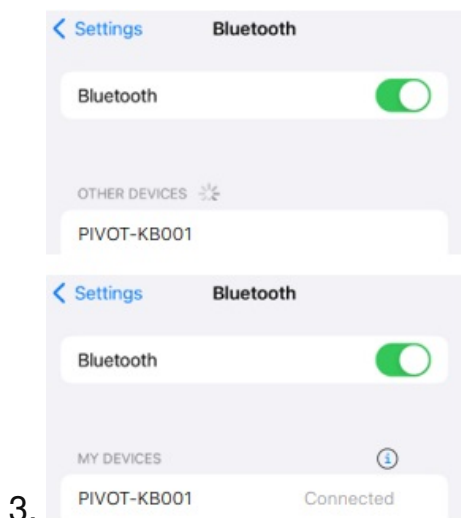 Settings Bluetooth
Bluetooth
OTHER DEVICES
PIVOT-KB001
Settings Bluetooth
Bluetooth
MY DEVICES
3. PIVOT-KB001 Connected